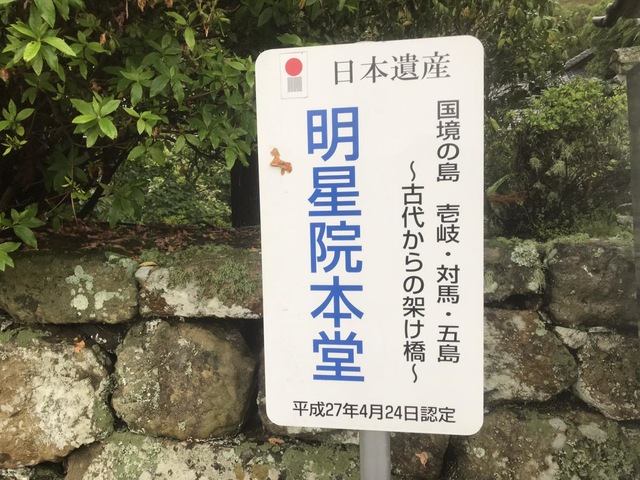 日本遺産
国境の島 壱岐・対馬・五島
～古代からの架け橋～
明星院本堂
平成27年4月24日認定